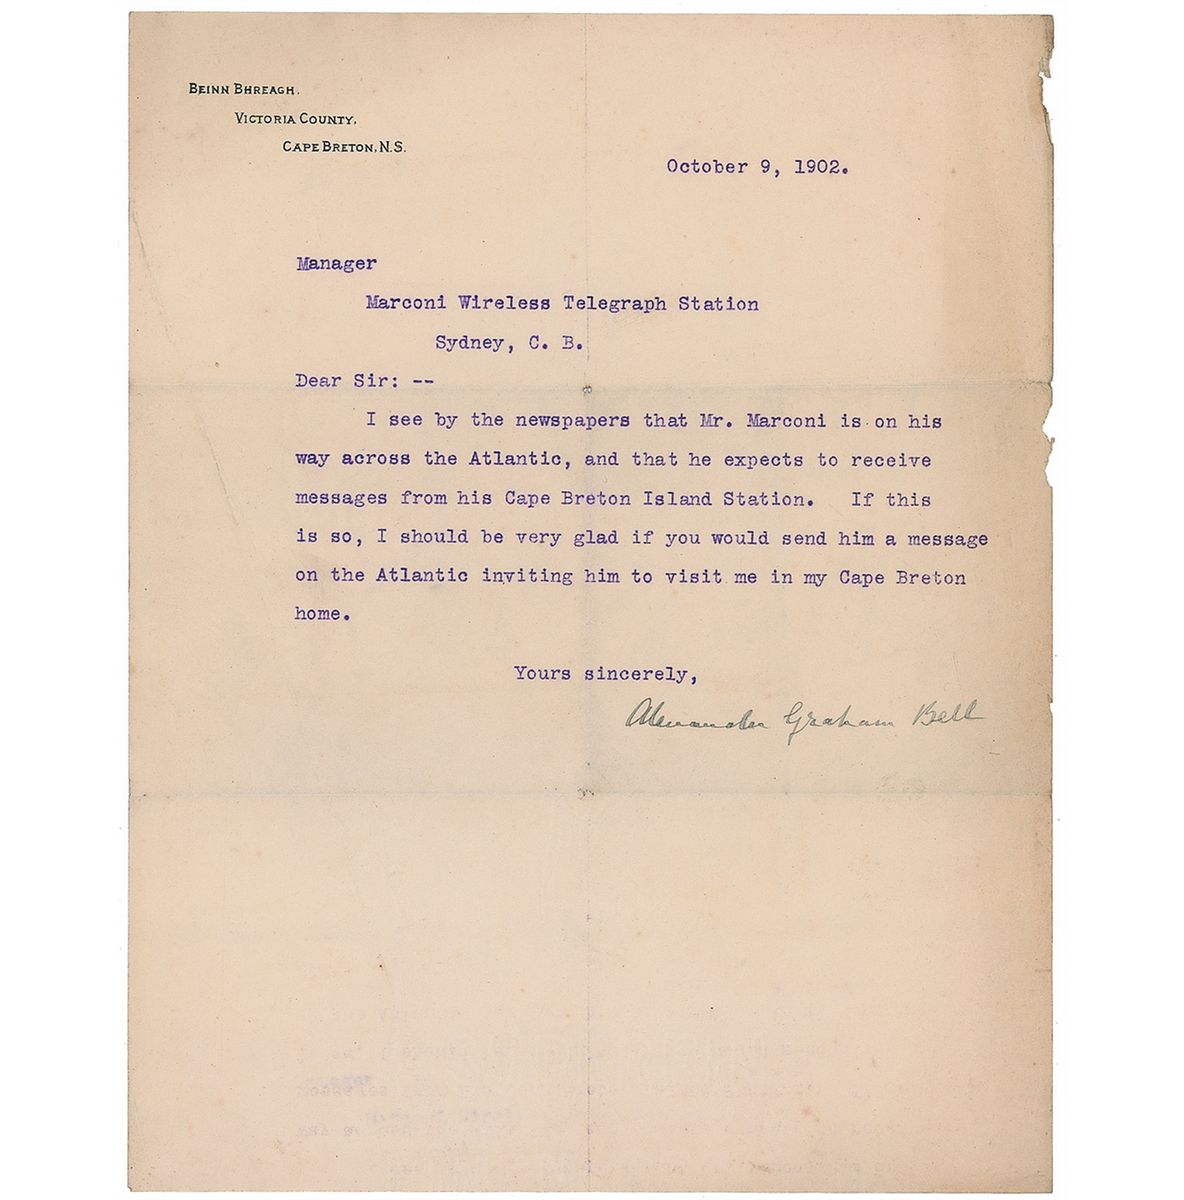 BEINN BHREAGH,
VICTORIA COUNTY,
CAPE BRETON, N.S.
October 9, 1902.
Manager
Marconi Wireless Telegraph Station
Sydney, C. B.
Dear Sir: --
I see by the newspapers that Mr. Marconi is on his
way across the Atlantic, and that he expects to receive
messages from his Cape Breton Island Station. If this
is so, I should be very glad if you would send him a message
on the Atlantic inviting him to visit me in my Cape Breton
home.
Yours sincerely,
Alexander Graham Bell